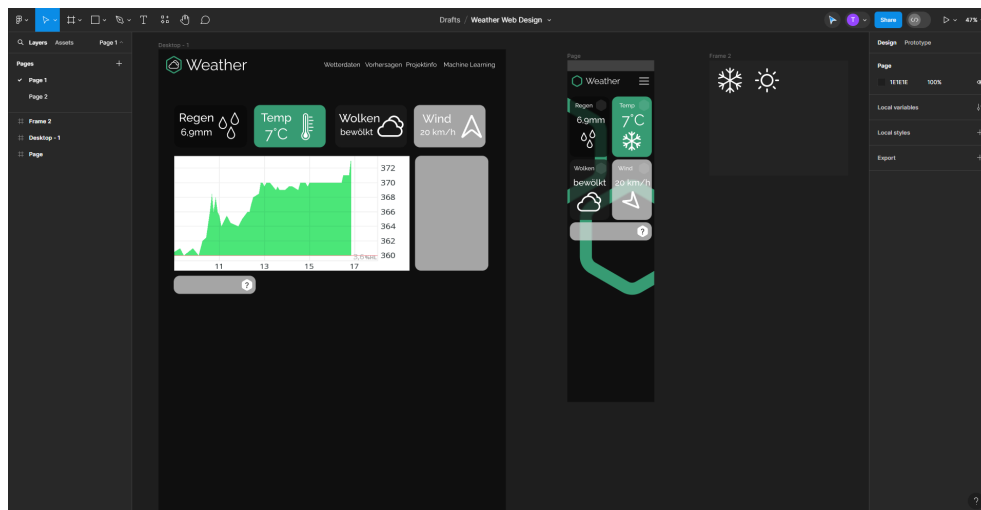 Drafts / Weather Web Design
T
Share
47%
Layers Assets Page 1
Pages
Page 1
Page 2
Frame 2
Desktop - 1
Page
Desktop - 1
Weather
Wetterdaten Vorhersagen Projektinfo Machine Learning
Regen
6.9mm
Temp
7°C
Wolken
bewölkt
Wind
20 km/h
372
370
368
366
364
362
360
11 13 15 17
?
Page
Weather
Regen
6.9mm
Temp
7°C
Wolken
bewölkt
Wind
20 km/h
?
Frame 2
Design Prototype
Page
1E1E1E 100%
Local variables
Local styles
Export
?